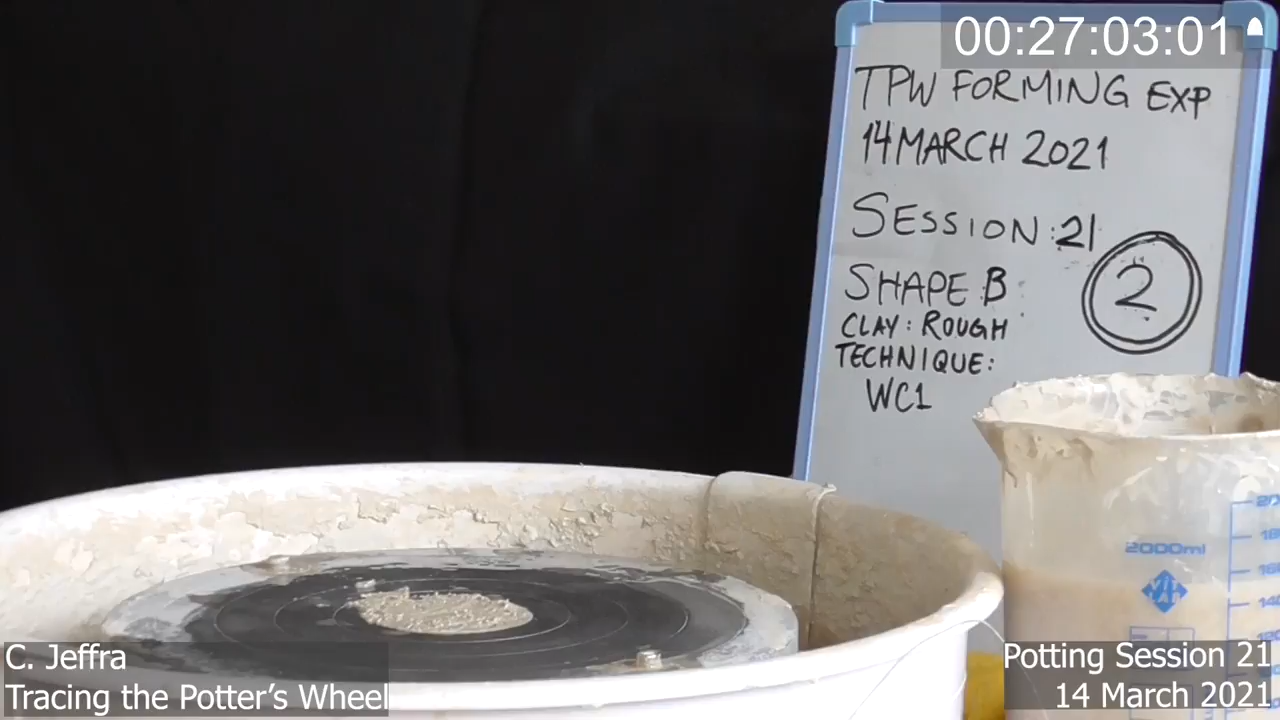 00:27:03:01
TPW FORMING EXP
14 MARCH 2021
SESSION: 21
SHAPE B
2
CLAY: ROUGH
TECHNIQUE:
WC1
2000ml
C. Jeffra
Tracing the Potter's Wheel
Potting Session 21
14 March 2021